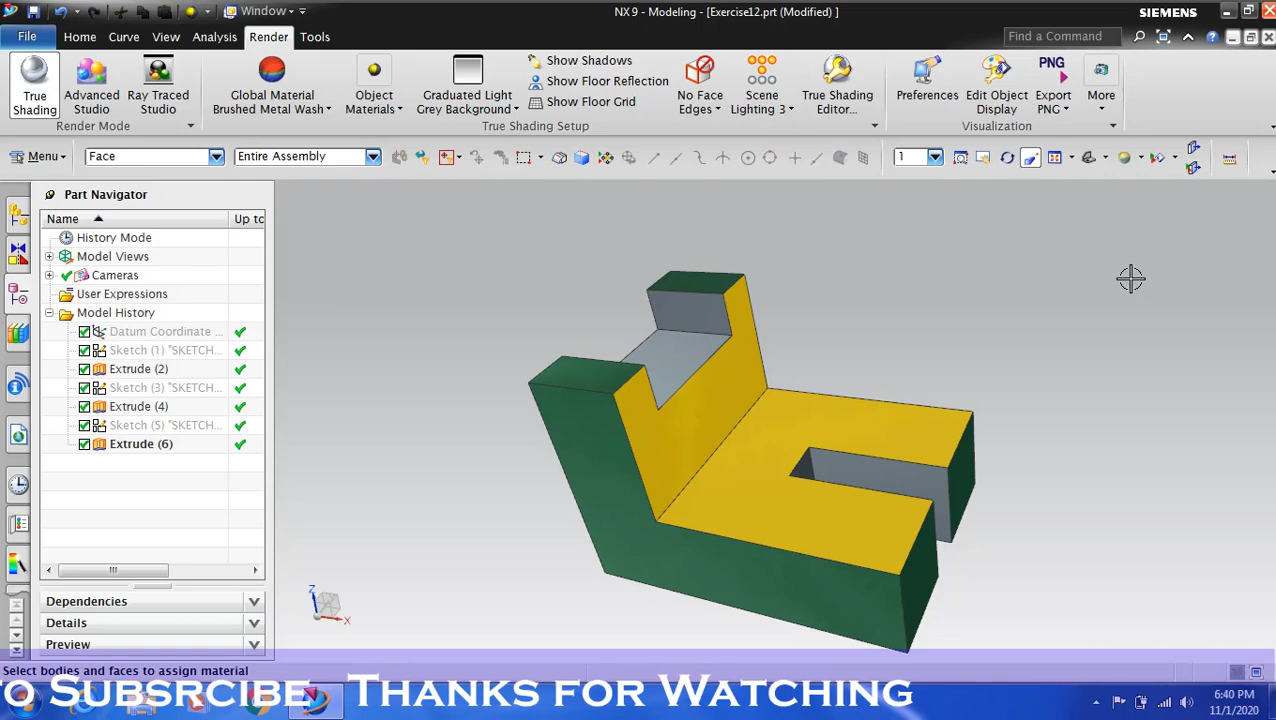 Window
NX 9 - Modeling - [Exercise12.prt (Modified) ]
SIEMENS
File Home Curve View Analysis Render Tools
Find a Command
True Shading
Advanced Studio
Ray Traced Studio
Render Mode
Global Material Brushed Metal Wash
Object Materials
Graduated Light Grey Background
Show Shadows
Show Floor Reflection
Show Floor Grid
No Face Edges
Scene Lighting 3
True Shading Editor...
True Shading Setup
Preferences
Edit Object Display
PNG
Export PNG
More
Visualization
Menu
Face
Entire Assembly
1
Part Navigator
Name Up to
History Mode
Model Views
Cameras
User Expressions
Model History
Datum Coordinate ...
Sketch (1) "SKETCH...
Extrude (2)
Sketch (3) "SKETCH...
Extrude (4)
Sketch (5) "SKETCH...
Extrude (6)
Dependencies
Details
Preview
Z
X
Select bodies and faces to assign material
to Subsrcibe Thanks for Watching
6:40 PM
11/1/2020